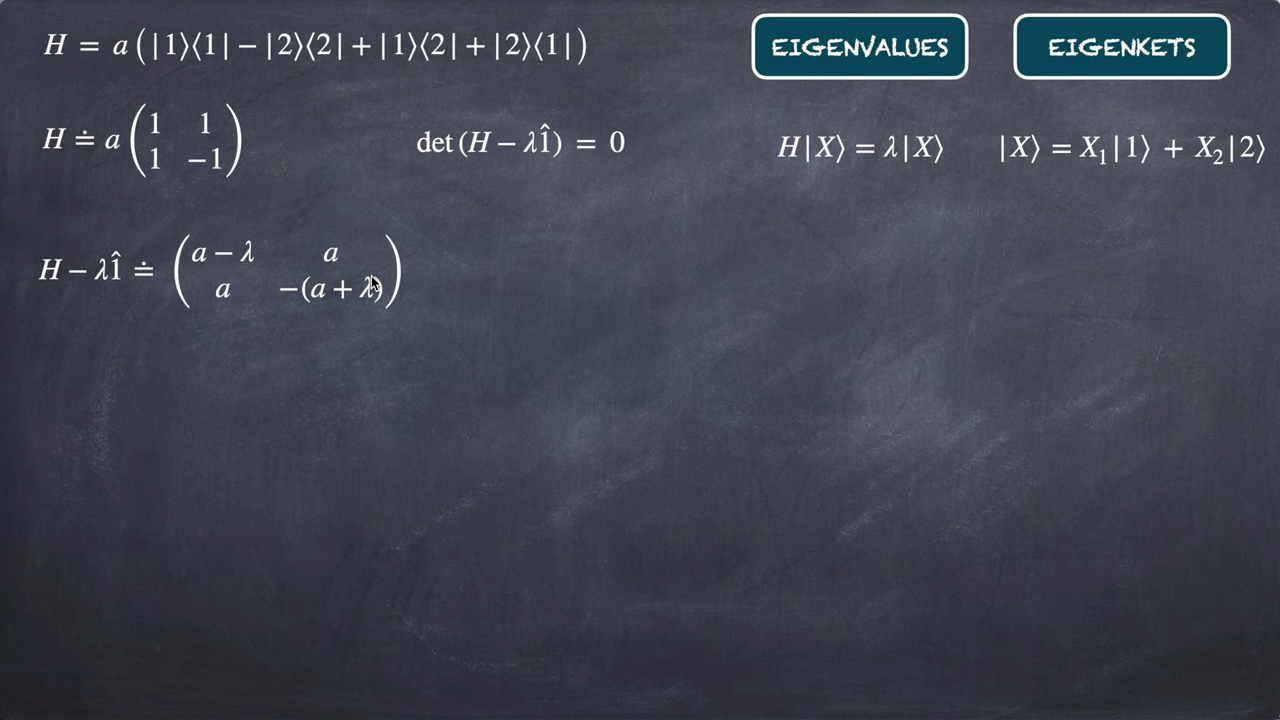 H = a(|1⟩⟨1| − |2⟩⟨2| + |1⟩⟨2| + |2⟩⟨1|)
EIGENVALUES
EIGENKETS
H ≐ a ( 1 1
1 −1 )
det (H − λ1̂) = 0
H|X⟩ = λ|X⟩
|X⟩ = X₁|1⟩ + X₂|2⟩
H − λ1̂ ≐ ( a − λ a
a −(a + λ) )